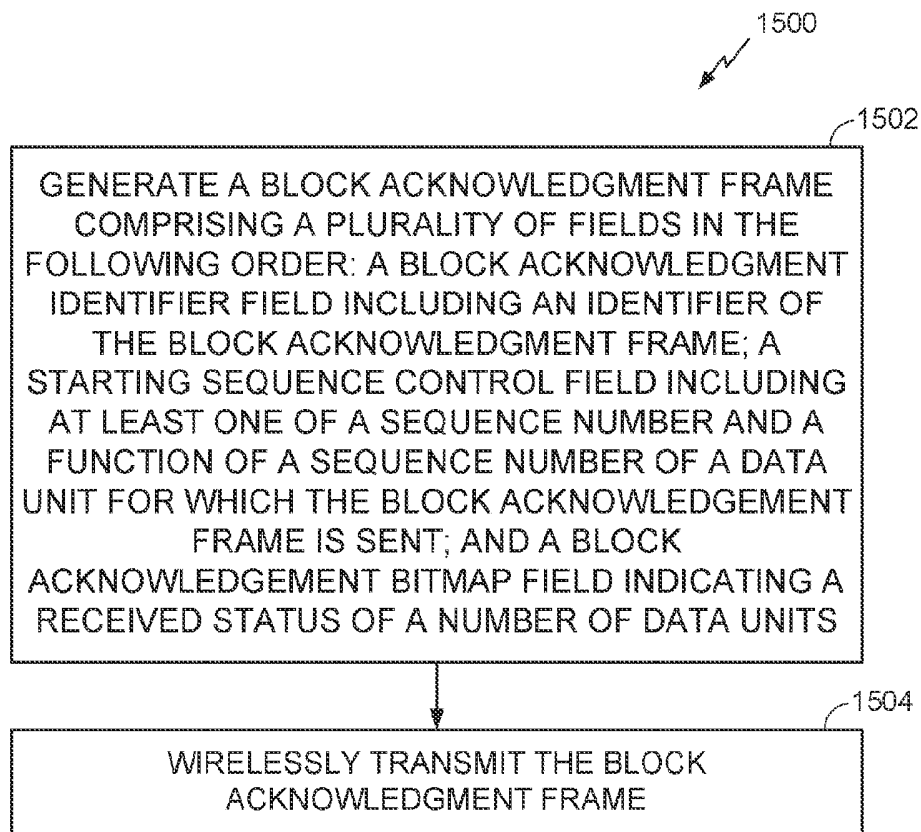 1500
1502
GENERATE A BLOCK ACKNOWLEDGMENT FRAME
COMPRISING A PLURALITY OF FIELDS IN THE
FOLLOWING ORDER: A BLOCK ACKNOWLEDGMENT
IDENTIFIER FIELD INCLUDING AN IDENTIFIER OF
THE BLOCK ACKNOWLEDGMENT FRAME; A
STARTING SEQUENCE CONTROL FIELD INCLUDING
AT LEAST ONE OF A SEQUENCE NUMBER AND A
FUNCTION OF A SEQUENCE NUMBER OF A DATA
UNIT FOR WHICH THE BLOCK ACKNOWLEDGEMENT
FRAME IS SENT; AND A BLOCK
ACKNOWLEDGEMENT BITMAP FIELD INDICATING A
RECEIVED STATUS OF A NUMBER OF DATA UNITS
1504
WIRELESSLY TRANSMIT THE BLOCK
ACKNOWLEDGMENT FRAME